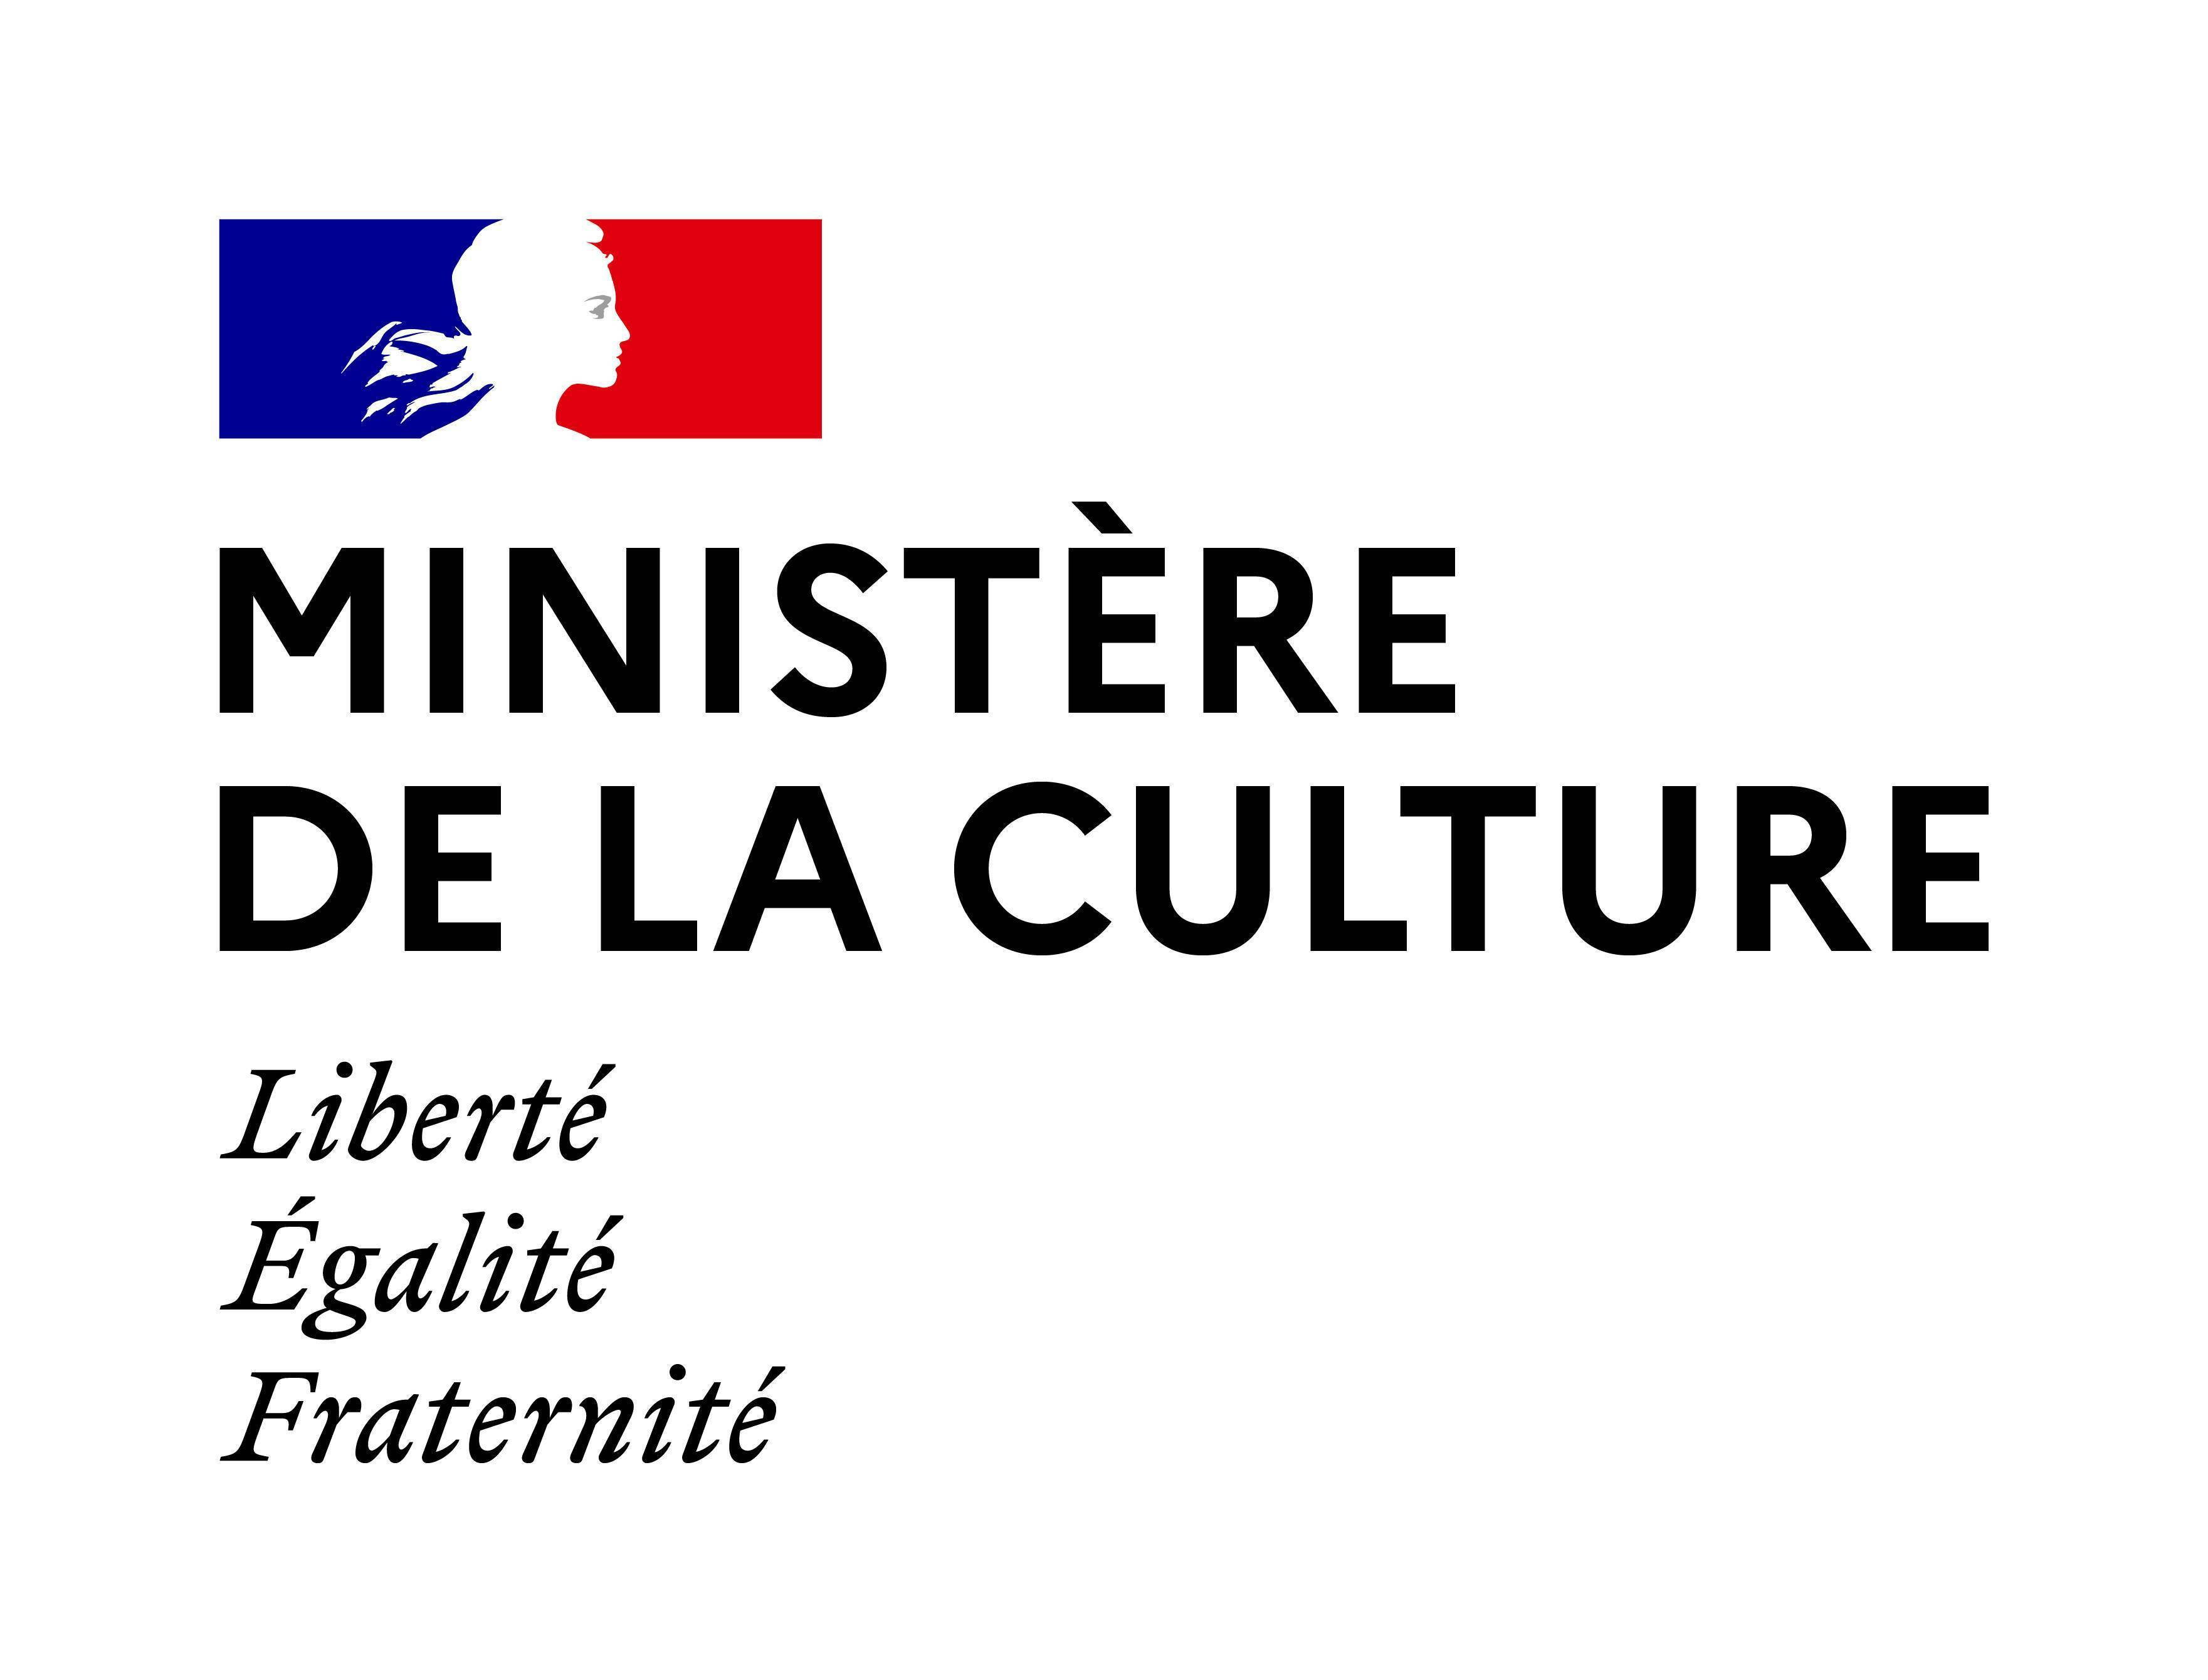 MINISTÈRE
DE LA CULTURE
Liberté
Égalité
Fraternité